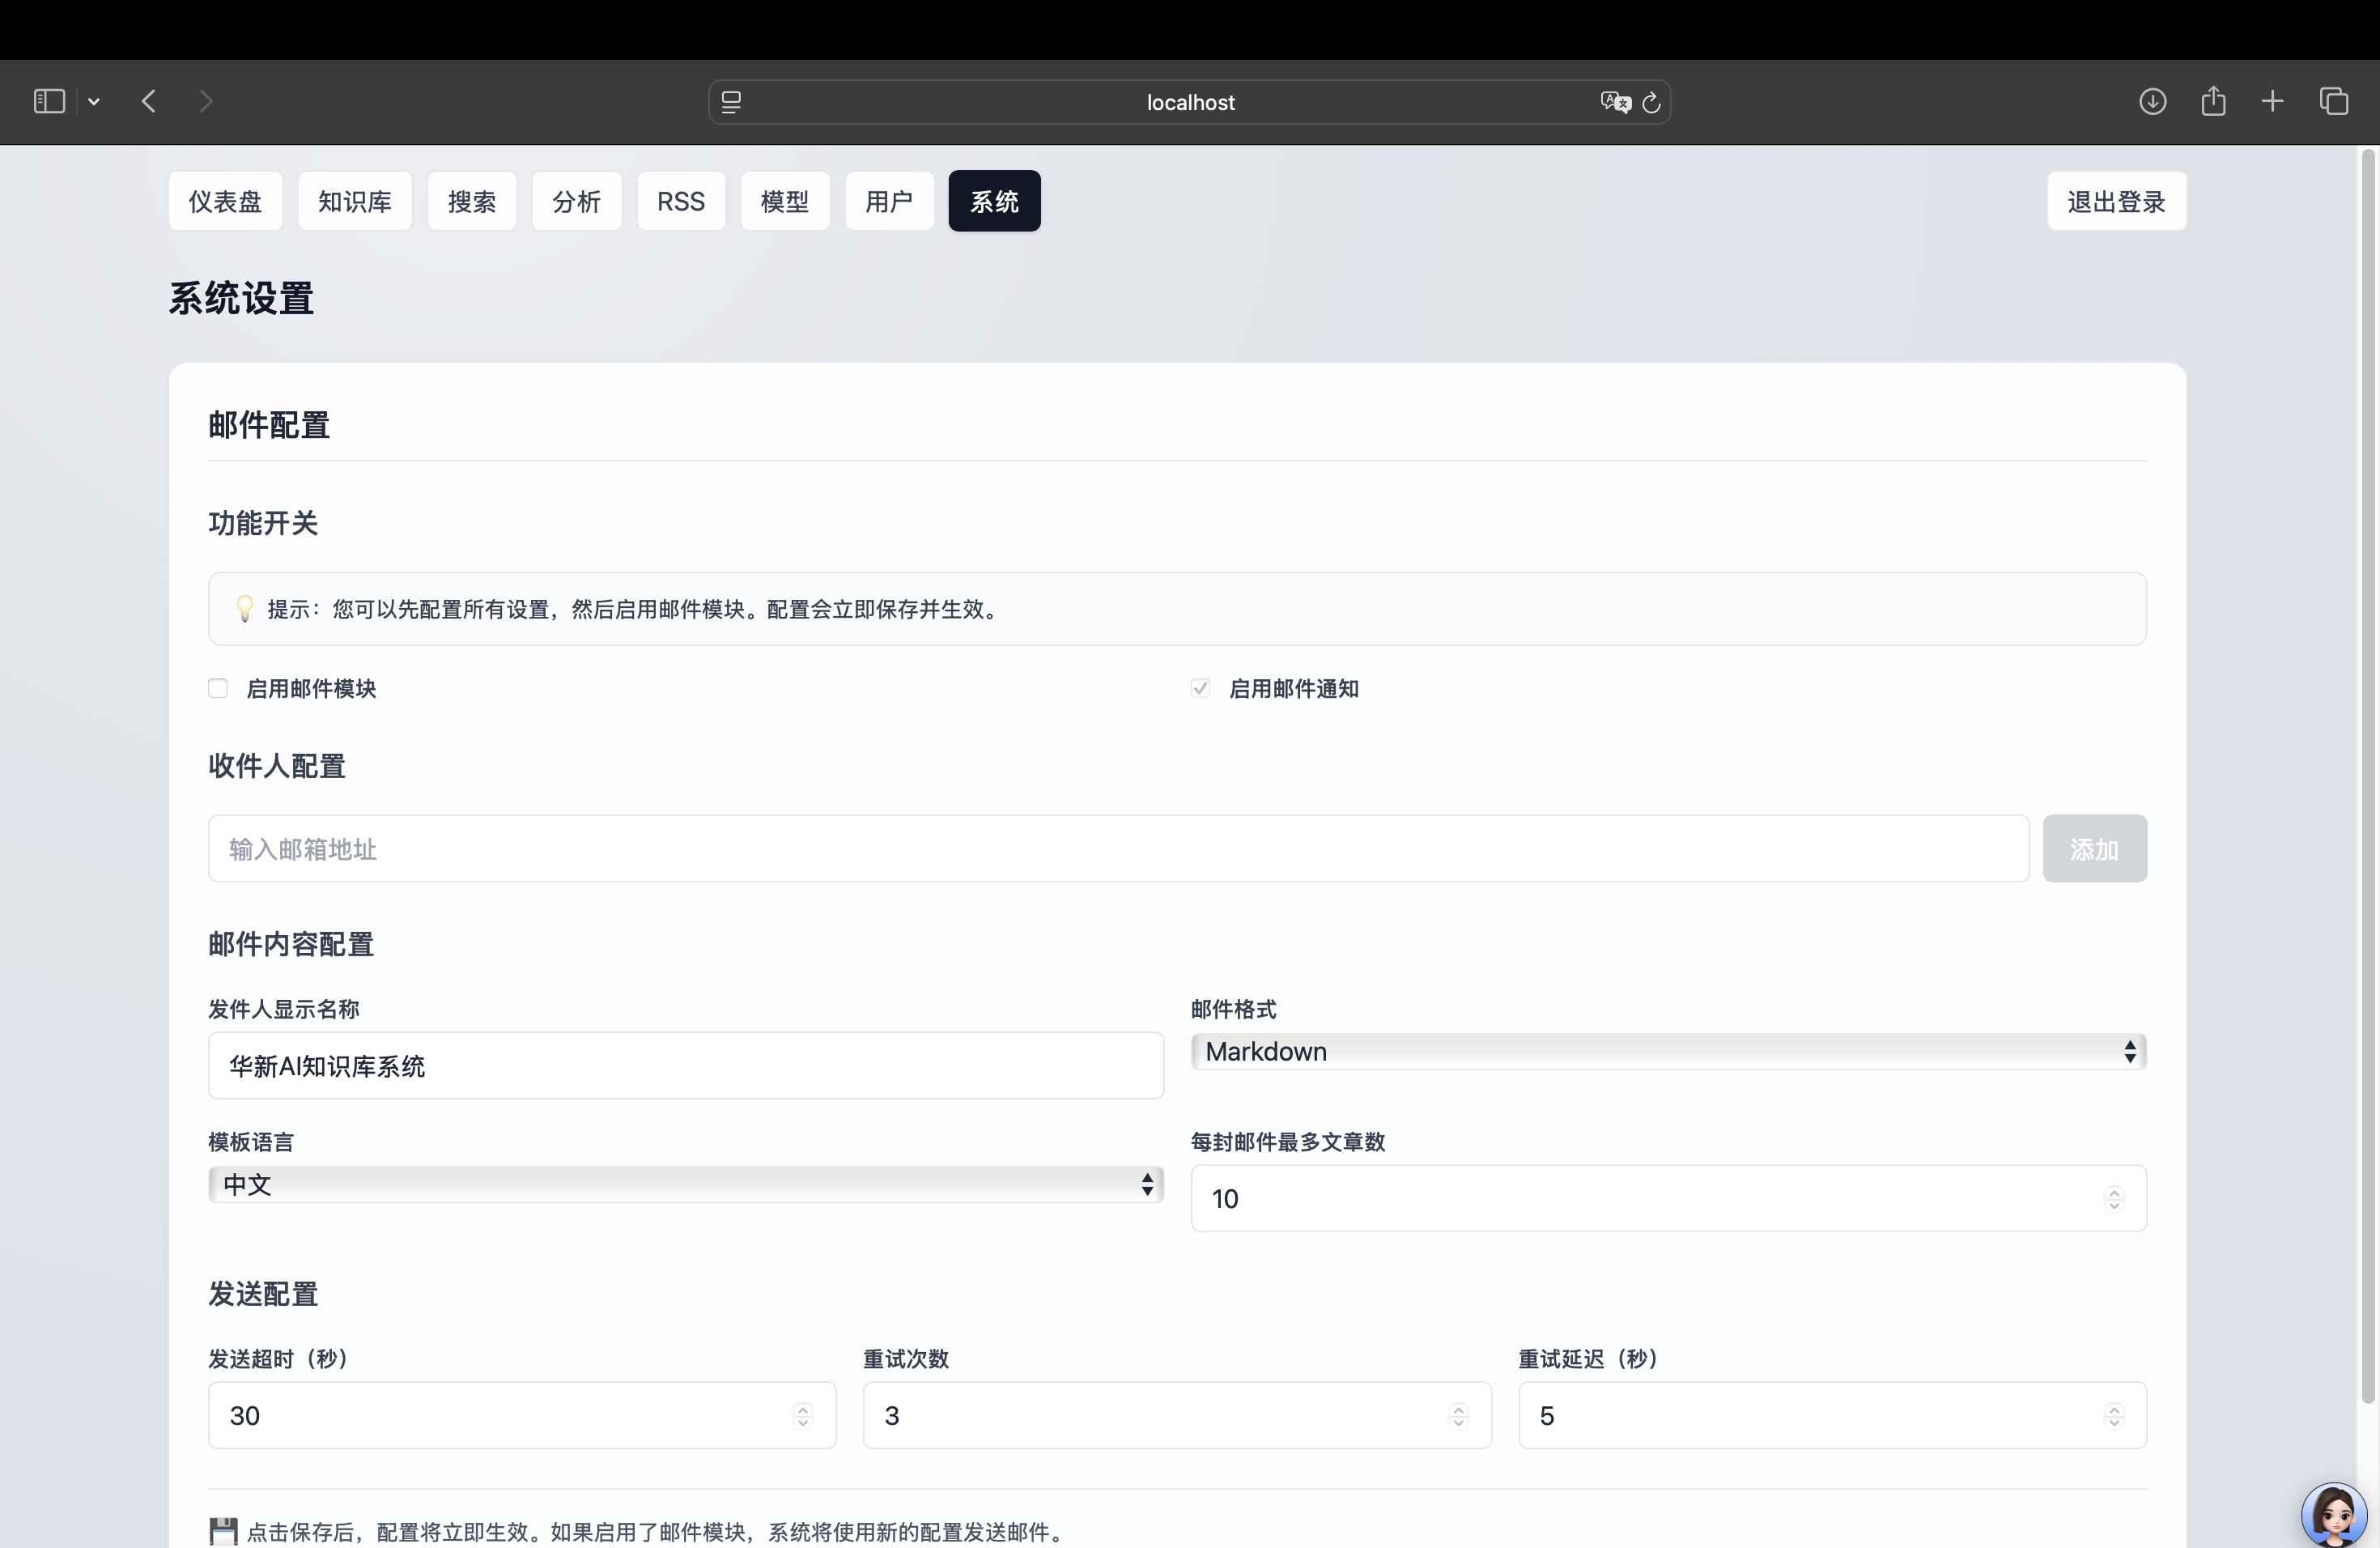 localhost
仪表盘 知识库 搜索 分析 RSS 模型 用户 系统 退出登录
系统设置
邮件配置
功能开关
💡 提示：您可以先配置所有设置，然后启用邮件模块。配置会立即保存并生效。
启用邮件模块 启用邮件通知
收件人配置
输入邮箱地址 添加
邮件内容配置
发件人显示名称 邮件格式
华新AI知识库系统 Markdown
模板语言 每封邮件最多文章数
中文 10
发送配置
发送超时（秒） 重试次数 重试延迟（秒）
30 3 5
💾 点击保存后，配置将立即生效。如果启用了邮件模块，系统将使用新的配置发送邮件。